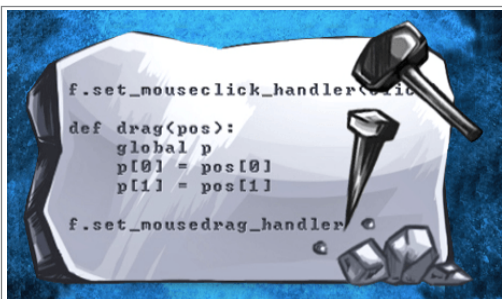 f.set_mouseclick_handler(
def drag(pos):
global p
p[0] = pos[0]
p[1] = pos[1]
f.set_mousedrag_handler